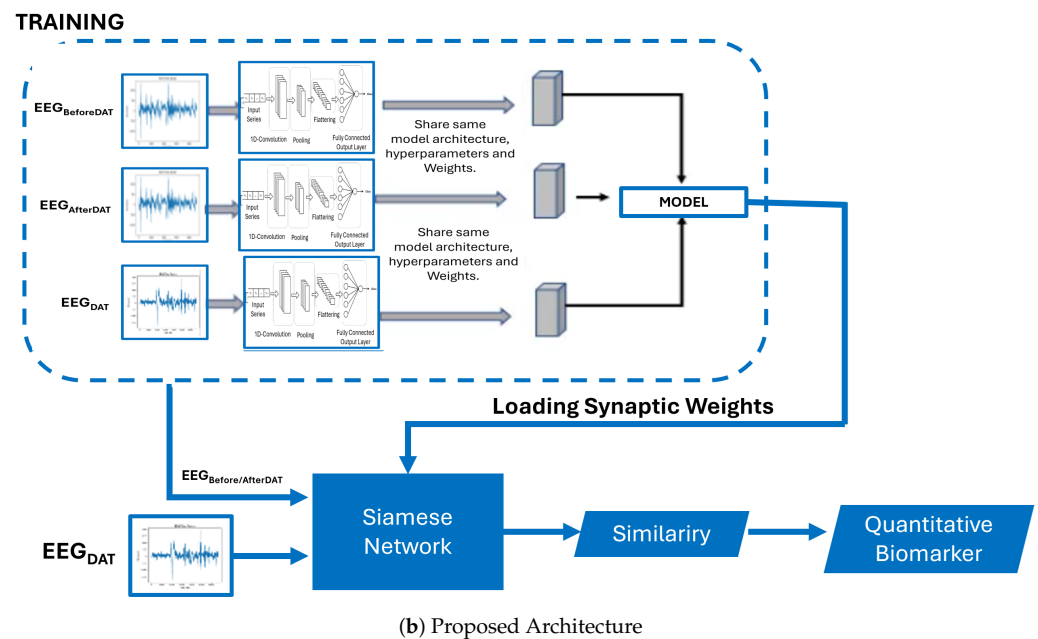 TRAINING
EEGBeforeDAT
Input
Series
1D-Convolution
Pooling
Flattering
Fully Connected
Output Layer
Share same
model architecture,
hyperparameters and
Weights.
EEGAfterDAT
Input
Series
1D-Convolution
Pooling
Flattering
Fully Connected
Output Layer
MODEL
Share same
model architecture,
hyperparameters and
Weights.
EEGDAT
Input
Series
1D-Convolution
Pooling
Flattering
Fully Connected
Output Layer
Loading Synaptic Weights
EEGBefore/AfterDAT
EEGDAT
Siamese
Network
Similariry
Quantitative
Biomarker
(b) Proposed Architecture